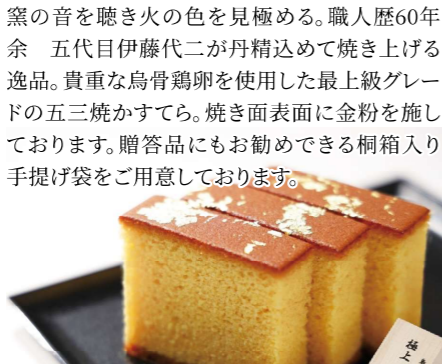 窯の音を聴き火の色を見極める。職人歴60年
余　五代目伊藤代二が丹精込めて焼き上げる
逸品。貴重な烏骨鶏卵を使用した最上級グレー
ドの五三焼かすてら。焼き面表面に金粉を施し
ております。贈答品にもお勧めできる桐箱入り
手提げ袋をご用意しております。
極上